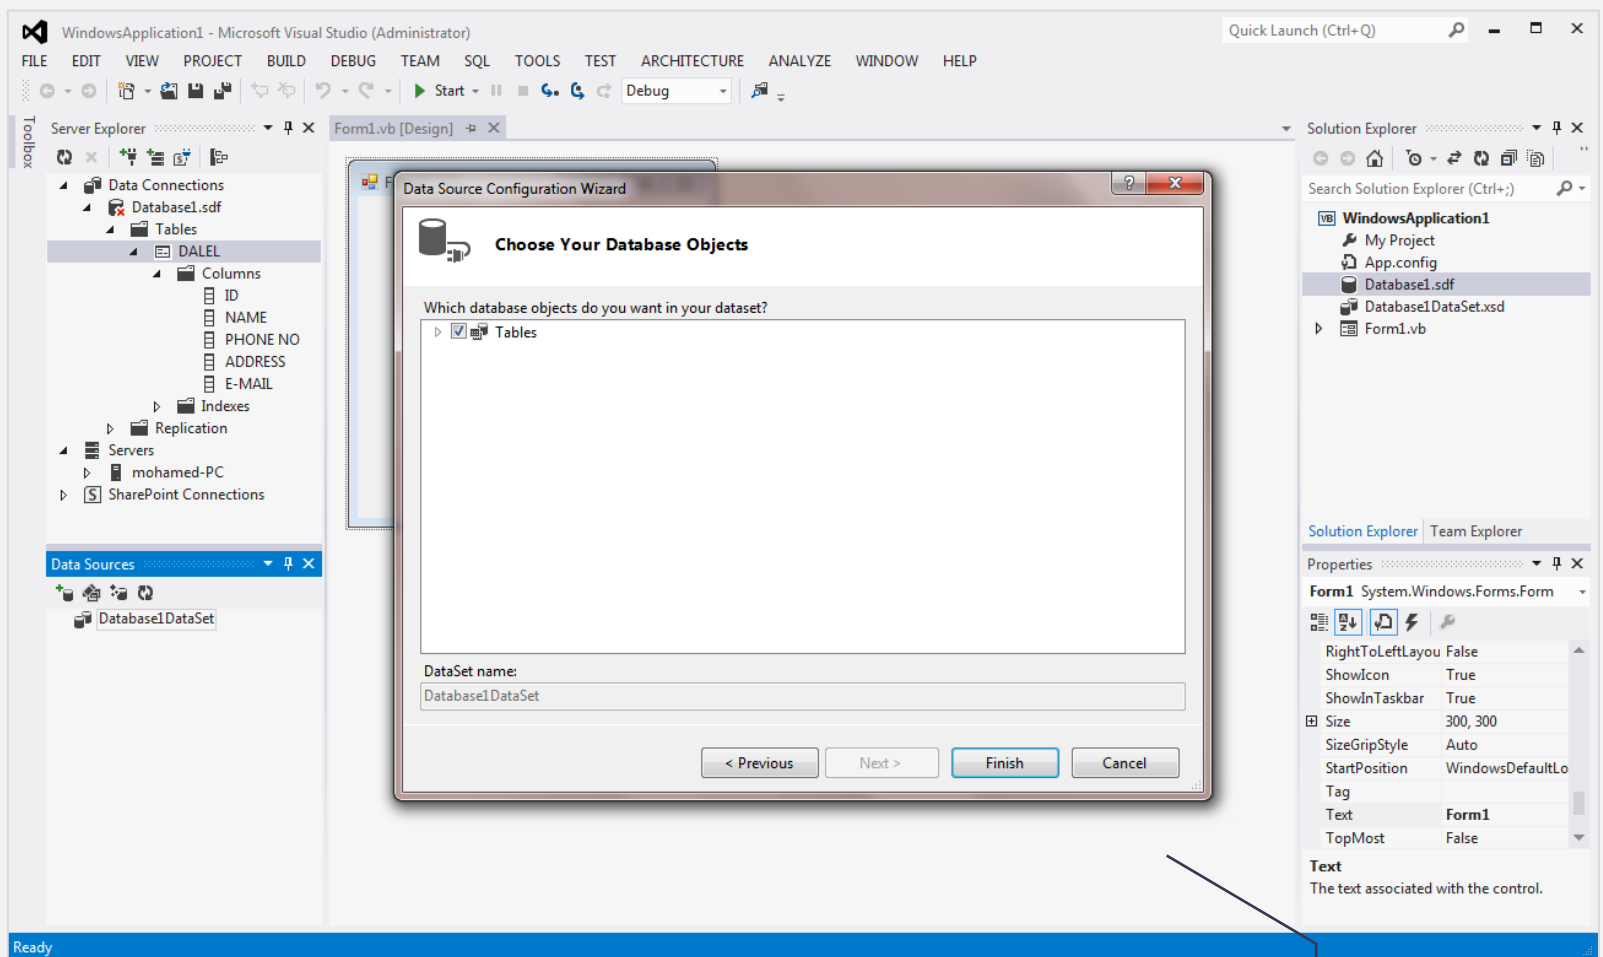 WindowsApplication1 - Microsoft Visual Studio (Administrator)
Quick Launch (Ctrl+Q)
FILE EDIT VIEW PROJECT BUILD DEBUG TEAM SQL TOOLS TEST ARCHITECTURE ANALYZE WINDOW HELP
Start Debug
Toolbox
Server Explorer
Data Connections
Database1.sdf
Tables
DALEL
Columns
ID
NAME
PHONE NO
ADDRESS
E-MAIL
Indexes
Replication
Servers
mohamed-PC
SharePoint Connections
Data Sources
Database1DataSet
Form1.vb [Design]
F
Data Source Configuration Wizard
?
Choose Your Database Objects
Which database objects do you want in your dataset?
Tables
DataSet name:
Database1DataSet
< Previous Next > Finish Cancel
Solution Explorer
Search Solution Explorer (Ctrl+;)
VB WindowsApplication1
My Project
App.config
Database1.sdf
Database1DataSet.xsd
Form1.vb
Solution Explorer Team Explorer
Properties
Form1 System.Windows.Forms.Form
RightToLeftLayou False
ShowIcon True
ShowInTaskbar True
Size 300, 300
SizeGripStyle Auto
StartPosition WindowsDefaultLo
Tag
Text Form1
TopMost False
Text
The text associated with the control.
Ready